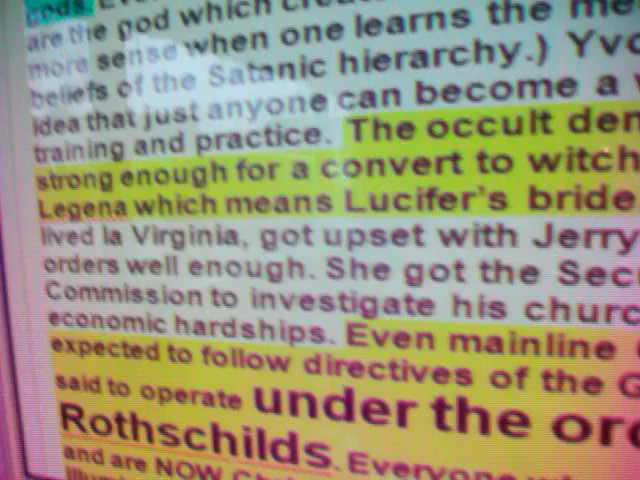 gods.
are the god which
more sense when one learns the
beliefs of the Satanic hierarchy.)
idea that just anyone can become a
training and practice. The occult
strong enough for a convert to
Legena which means Lucifer's bride
lived la Virginia, got upset with Jerry
orders well enough. She got the
Commission to investigate his
economic hardships. Even mainline
expected to follow directives of the
said to operate under the
Rothschilds. Everyone
and are NOW